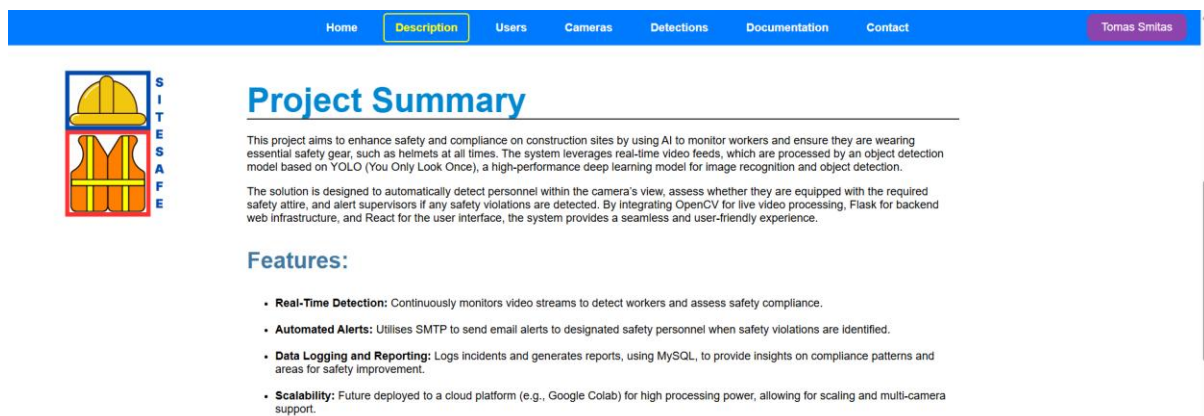 Home Description Users Cameras Detections Documentation Contact Tomas Smitas
SITESAFE
Project Summary
This project aims to enhance safety and compliance on construction sites by using AI to monitor workers and ensure they are wearing
essential safety gear, such as helmets at all times. The system leverages real-time video feeds, which are processed by an object detection
model based on YOLO (You Only Look Once), a high-performance deep learning model for image recognition and object detection.
The solution is designed to automatically detect personnel within the camera's view, assess whether they are equipped with the required
safety attire, and alert supervisors if any safety violations are detected. By integrating OpenCV for live video processing, Flask for backend
web infrastructure, and React for the user interface, the system provides a seamless and user-friendly experience.
Features:
• Real-Time Detection: Continuously monitors video streams to detect workers and assess safety compliance.
• Automated Alerts: Utilises SMTP to send email alerts to designated safety personnel when safety violations are identified.
• Data Logging and Reporting: Logs incidents and generates reports, using MySQL, to provide insights on compliance patterns and
areas for safety improvement.
• Scalability: Future deployed to a cloud platform (e.g., Google Colab) for high processing power, allowing for scaling and multi-camera
support.